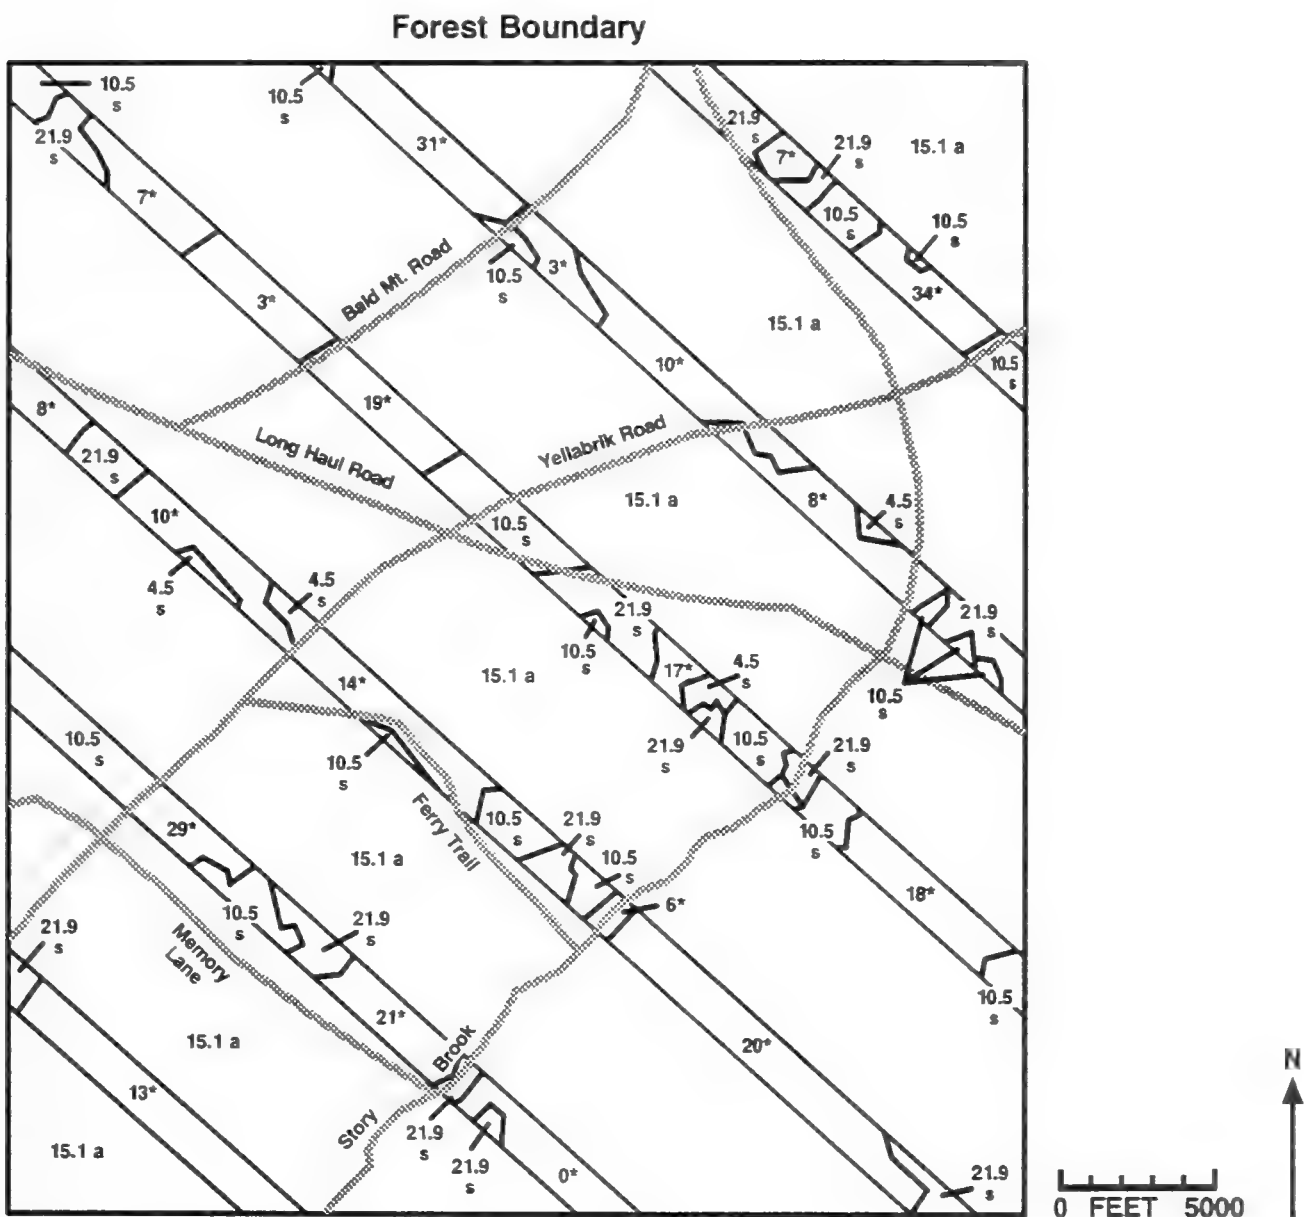 Forest Boundary
10.5
s
10.5
s
21.9
s
31*
7*
21.9
s
7*
21.9
s
15.1 a
10.5
s
10.5
s
34*
10.5
s
3*
10.5
s
3*
Bald Mt. Road
15.1 a
10*
19*
8*
21.9
s
Long Haul Road
Yellabrik Road
15.1 a
8*
4.5
s
10*
10.5
s
4.5
s
4.5
s
21.9
s
10.5
s
21.9
s
17*
4.5
s
15.1 a
14*
10.5
s
21.9
s
10.5
s
21.9
s
10.5
s
10.5
s
29*
Ferry Trail
10.5
s
21.9
s
10.5
s
10.5
s
15.1 a
6*
18*
10.5
s
21.9
s
21.9
s
Memory
Lane
10.5
s
21*
15.1 a
Brook
20*
13*
Story
21.9
s
21.9
s
15.1 a
0*
21.9
s
N
0 FEET 5000